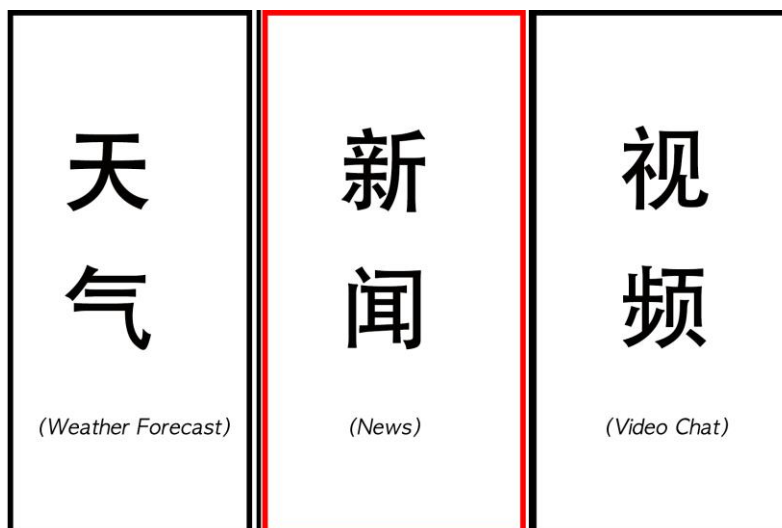 天气
(Weather Forecast)
新闻
(News)
视频
(Video Chat)